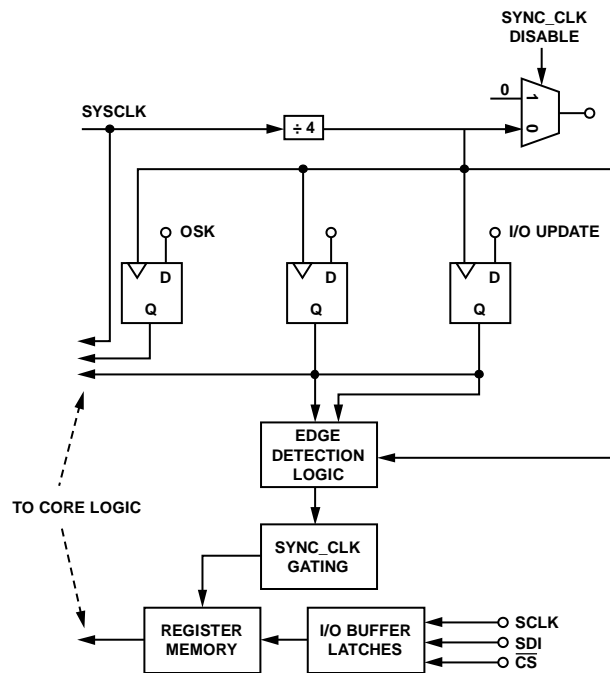 SYNC_CLK
DISABLE
0
1
SYSCLK
÷ 4
0
OSK
I/O UPDATE
D
D
D
Q
Q
Q
EDGE
DETECTION
LOGIC
TO CORE LOGIC
SYNC_CLK
GATING
REGISTER
MEMORY
I/O BUFFER
LATCHES
SCLK
SDI
C̅S̅